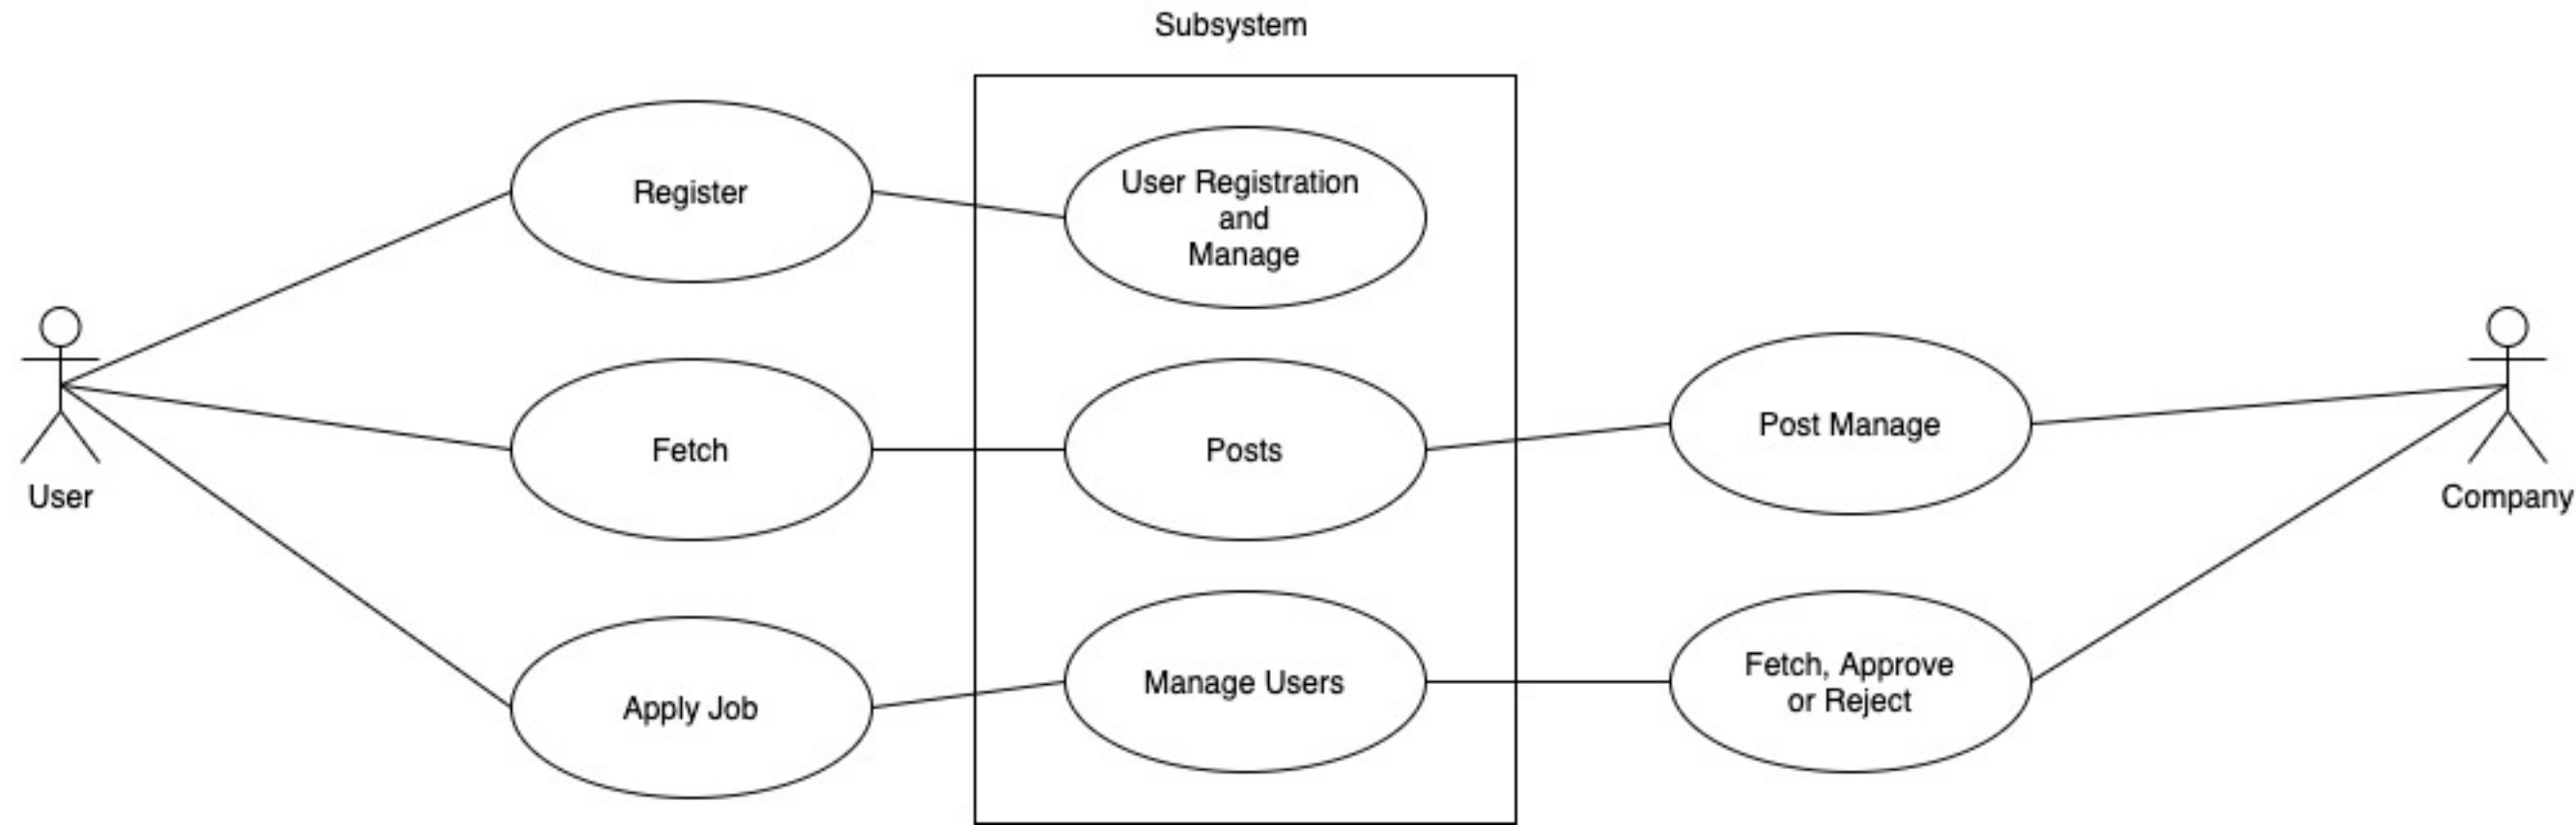 Subsystem
Register
User Registration
and
Manage
Fetch
Posts
Post Manage
User
Company
Apply Job
Manage Users
Fetch, Approve
or Reject